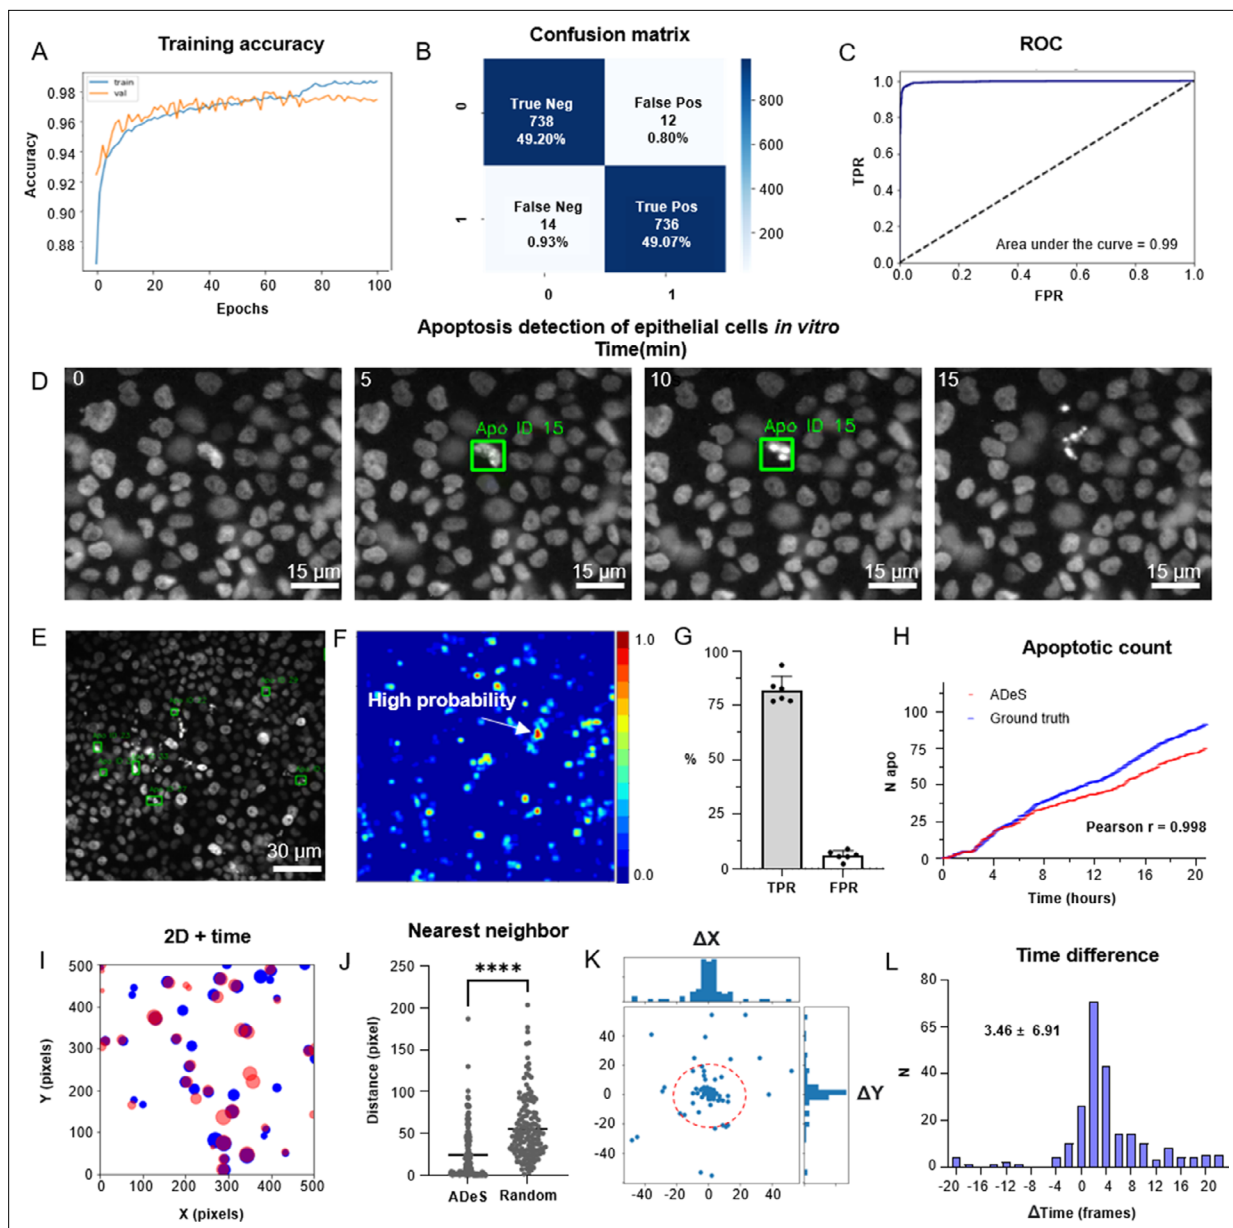 A
Training accuracy
train
val
0.98
0.96
0.94
0.92
0.90
0.88
Accuracy
0 20 40 60 80 100
Epochs
B
Confusion matrix
True Neg
738
49.20%
False Pos
12
0.80%
False Neg
14
0.93%
True Pos
736
49.07%
0
1
0 1
800
600
400
200
C
ROC
1.0
0.8
0.6
0.4
0.2
0.0
TPR
Area under the curve = 0.99
0.0 0.2 0.4 0.6 0.8 1.0
FPR
Apoptosis detection of epithelial cells in vitro
Time(min)
D
0
15 µm
5
Apo ID 15
15 µm
10
Apo ID 15
15 µm
15
15 µm
E
30 µm
F
High probability
1.0
0.0
G
100
75
50
25
0
%
TPR FPR
H
Apoptotic count
ADeS
Ground truth
100
75
50
25
0
N apo
Pearson r = 0.998
0 4 8 12 16 20
Time (hours)
I
2D + time
500
400
300
200
100
0
Y (pixels)
0 100 200 300 400 500
X (pixels)
J
Nearest neighbor
****
250
200
150
100
50
0
Distance (pixel)
ADeS Random
K
ΔX
40
20
0
-20
-40
-40 -20 0 20 40
ΔY
L
Time difference
80
65
40
20
0
N
3.46 ± 6.91
-20 -16 -12 -8 -4 0 4 8 12 16 20
ΔTime (frames)